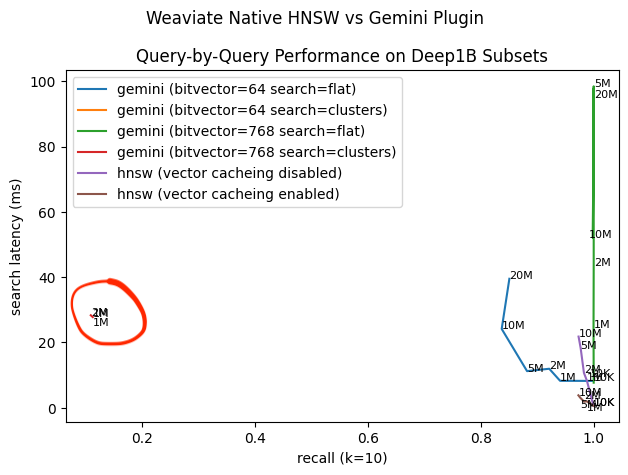 Weaviate Native HNSW vs Gemini Plugin
Query-by-Query Performance on Deep1B Subsets
gemini (bitvector=64 search=flat)
gemini (bitvector=64 search=clusters)
gemini (bitvector=768 search=flat)
gemini (bitvector=768 search=clusters)
hnsw (vector cacheing disabled)
hnsw (vector cacheing enabled)
search latency (ms)
100
80
60
40
20
0
5M
20M
10M
2M
20M
1M
10M
10M
5M
5M
2M
1M
2M
1M
10M
5M
1M
10K
0.2
0.4
0.6
0.8
1.0
recall (k=10)